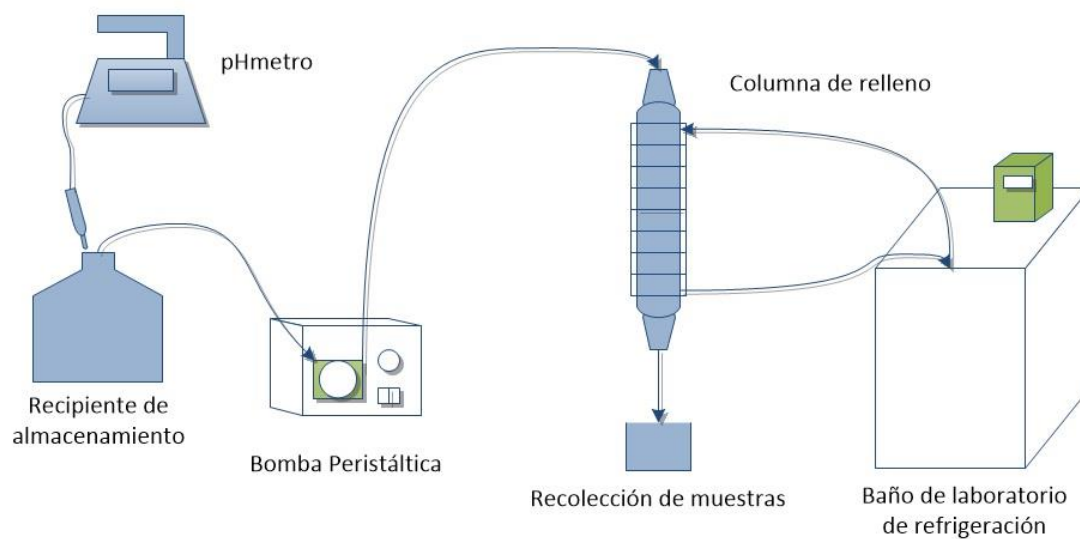 pHmetro
Columna de relleno
Recipiente de
almacenamiento
Bomba Peristáltica
Recolección de muestras
Baño de laboratorio
de refrigeración